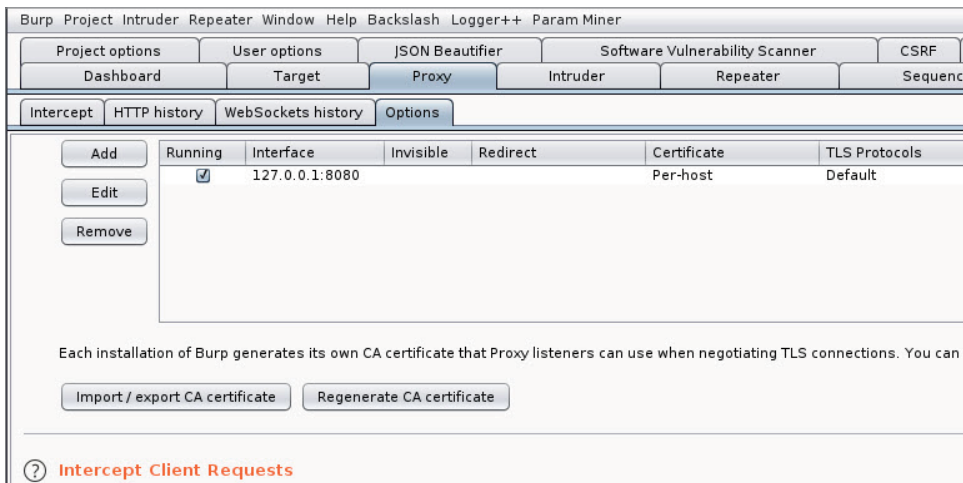 Burp Project Intruder Repeater Window Help Backslash Logger++ Param Miner
Project options User options JSON Beautifier Software Vulnerability Scanner CSRF
Dashboard Target Proxy Intruder Repeater Sequenc
Intercept HTTP history WebSockets history Options
Add Running Interface Invisible Redirect Certificate TLS Protocols
127.0.0.1:8080 Per-host Default
Edit
Remove
Each installation of Burp generates its own CA certificate that Proxy listeners can use when negotiating TLS connections. You can
Import / export CA certificate Regenerate CA certificate
? Intercept Client Requests